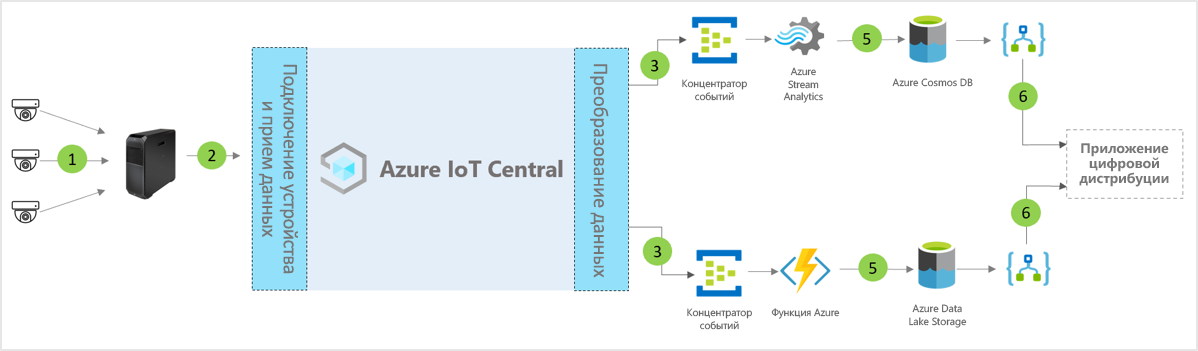 1
2
Подключение устройства
и прием данных
Azure IoT Central
Преобразование данных
3
Концентратор
событий
Azure
Stream
Analytics
5
Azure Cosmos DB
6
Приложение
цифровой
дистрибуции
3
Концентратор
событий
Функция Azure
5
Azure Data
Lake Storage
6